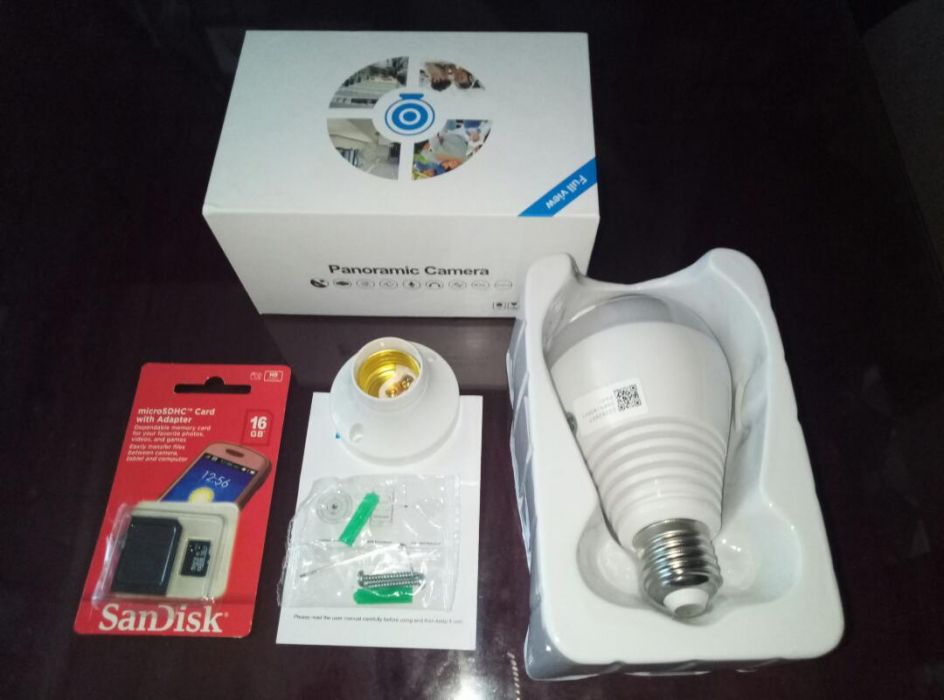 Full view
Panoramic Camera
microSDHC™ Card
with Adapter
Dependable memory card
for your favorite photos,
videos, and games
Easily transfer files
between camera,
tablet and computer
16
GB
12:56
SanDisk®
Please read the user manual carefully before using and then keep it well.